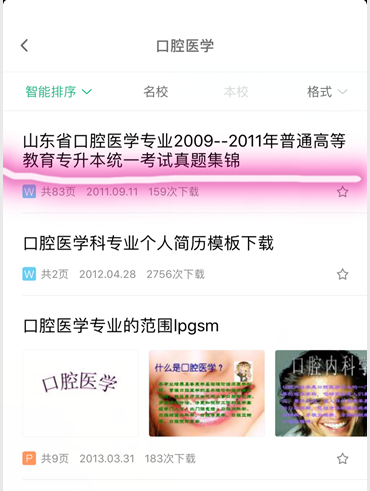 口腔医学
智能排序
名校
本校
格式
山东省口腔医学专业2009--2011年普通高等
教育专升本统一考试真题集锦
W 共83页 2011.09.11 159次下载
口腔医学科专业个人简历模板下载
W 共2页 2012.04.28 2756次下载
口腔医学专业的范围lpgsm
口腔医学
什么是口腔医学？
口腔内科学
P 共9页 2013.03.31 183次下载